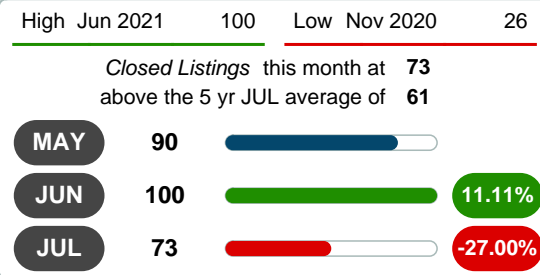 High Jun 2021 100 Low Nov 2020 26
Closed Listings this month at 73
above the 5 yr JUL average of 61
MAY 90
JUN 100 11.11%
JUL 73 -27.00%